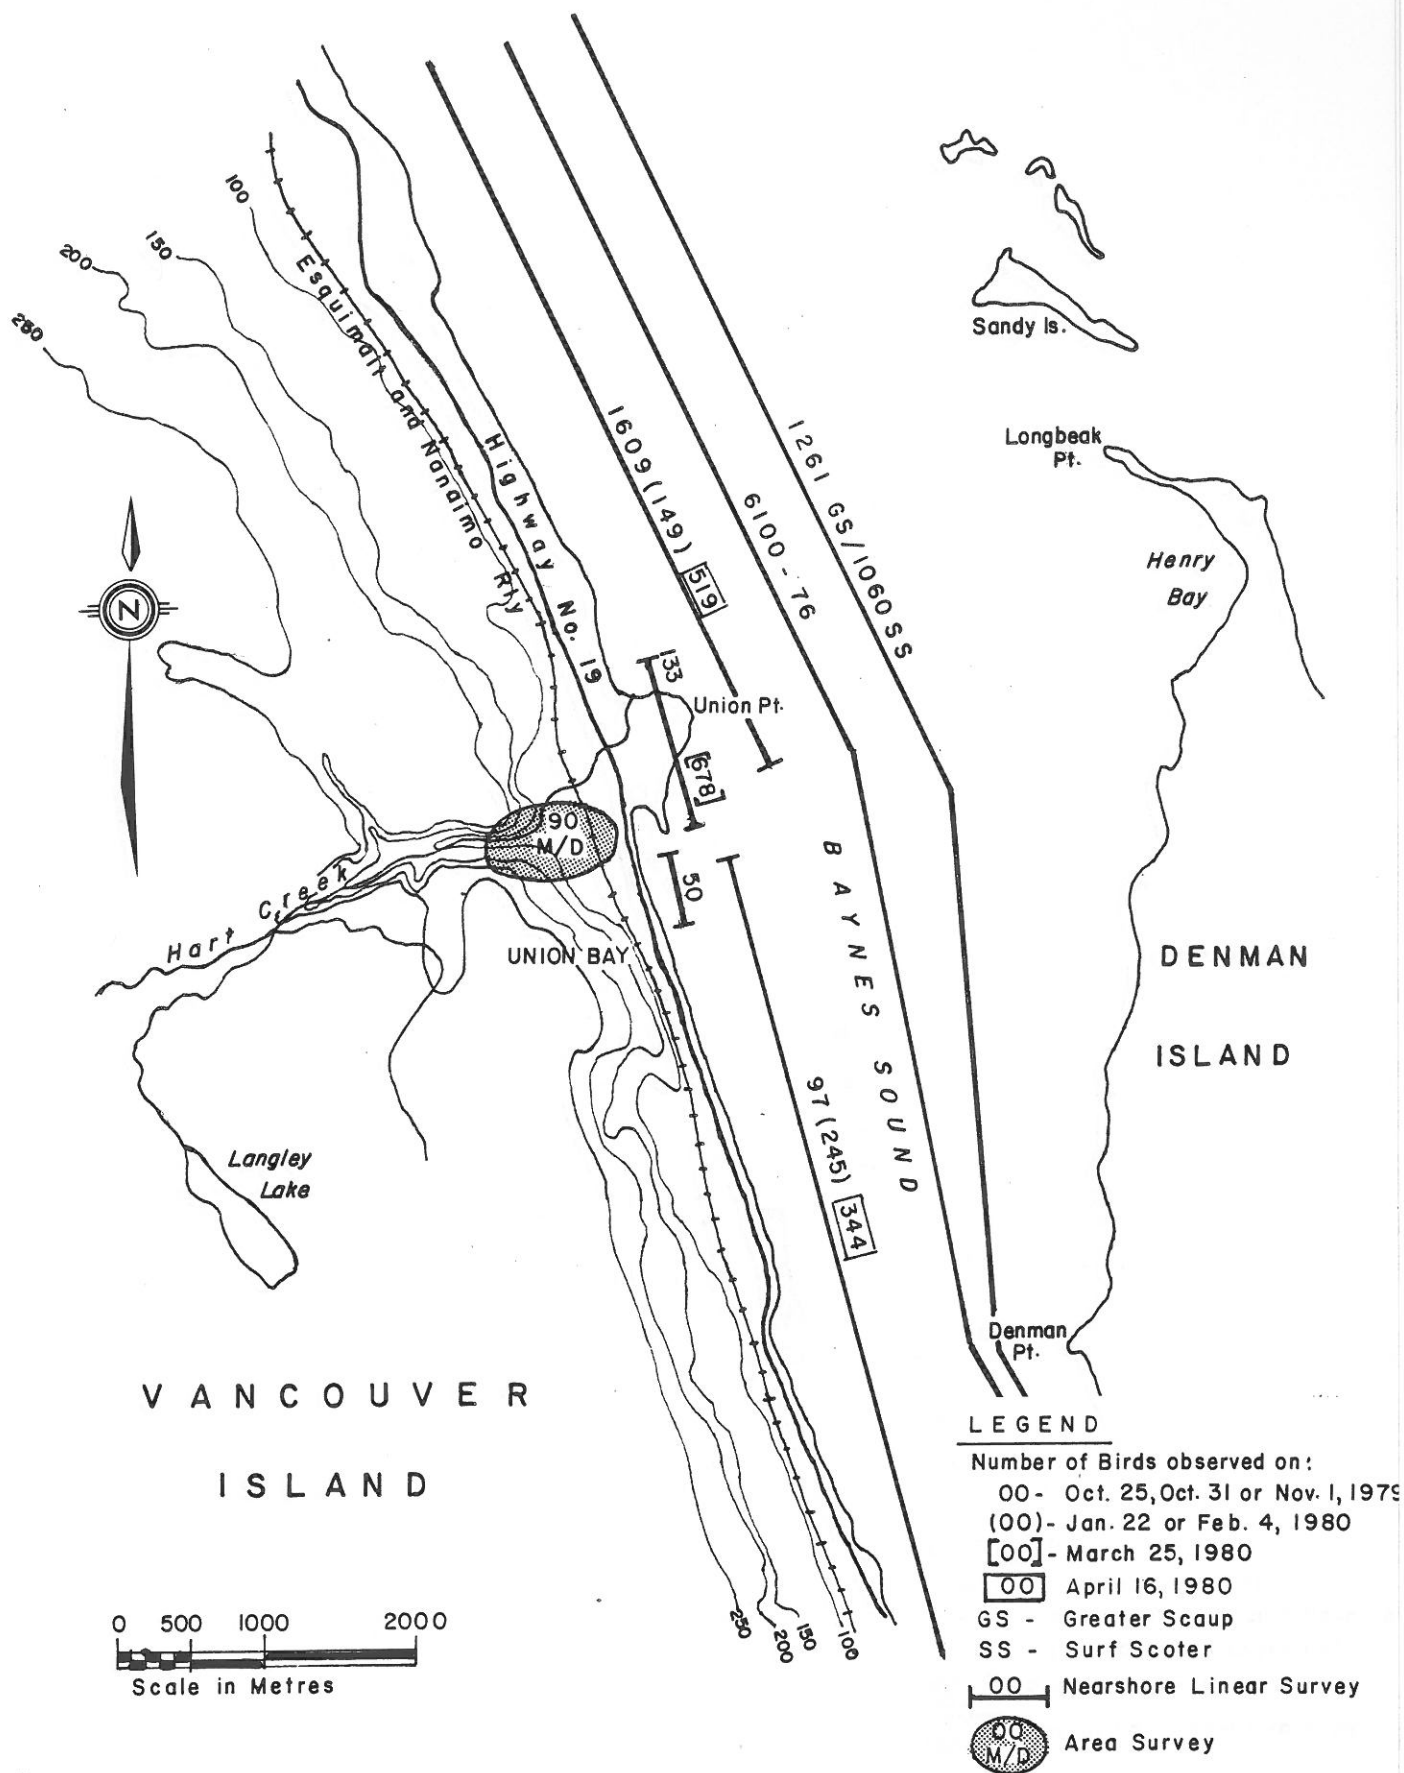 100
150
200
250
Esquimalt and Nanaimo Rly
Highway No. 19
1609 (149) 519
6100 - 76
1261 GS/1060 SS
Sandy Is.
Longbeak
Pt.
Henry
Bay
N
133
[678]
Union Pt.
90
M/D
50
Hart Creek
UNION BAY
BAYNES SOUND
DENMAN
ISLAND
97 (245) 344
Langley
Lake
Denman
Pt.
VANCOUVER
ISLAND
250
200
150
100
0 500 1000 2000
Scale in Metres
LEGEND
Number of Birds observed on:
00 - Oct. 25, Oct. 31 or Nov. 1, 1979
(00) - Jan. 22 or Feb. 4, 1980
[00] - March 25, 1980
00 April 16, 1980
GS - Greater Scaup
SS - Surf Scoter
00 Nearshore Linear Survey
00
M/D
Area Survey